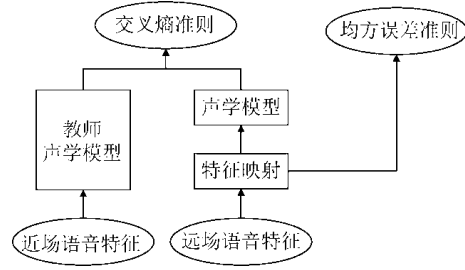 交叉熵准则
均方误差准则
教师
声学模型
声学模型
特征映射
近场语音特征
远场语音特征